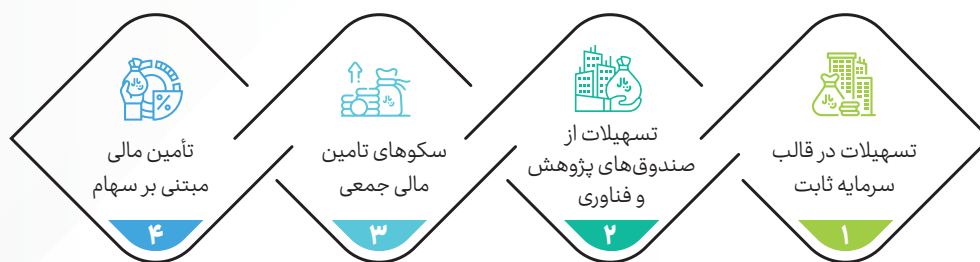 تسهیلات در قالب
سرمایه ثابت
۱
تسهیلات از
صندوق‌های پژوهش
و فناوری
۲
سکوهای تامین
مالی جمعی
۳
تأمین مالی
مبتنی بر سهام
۴